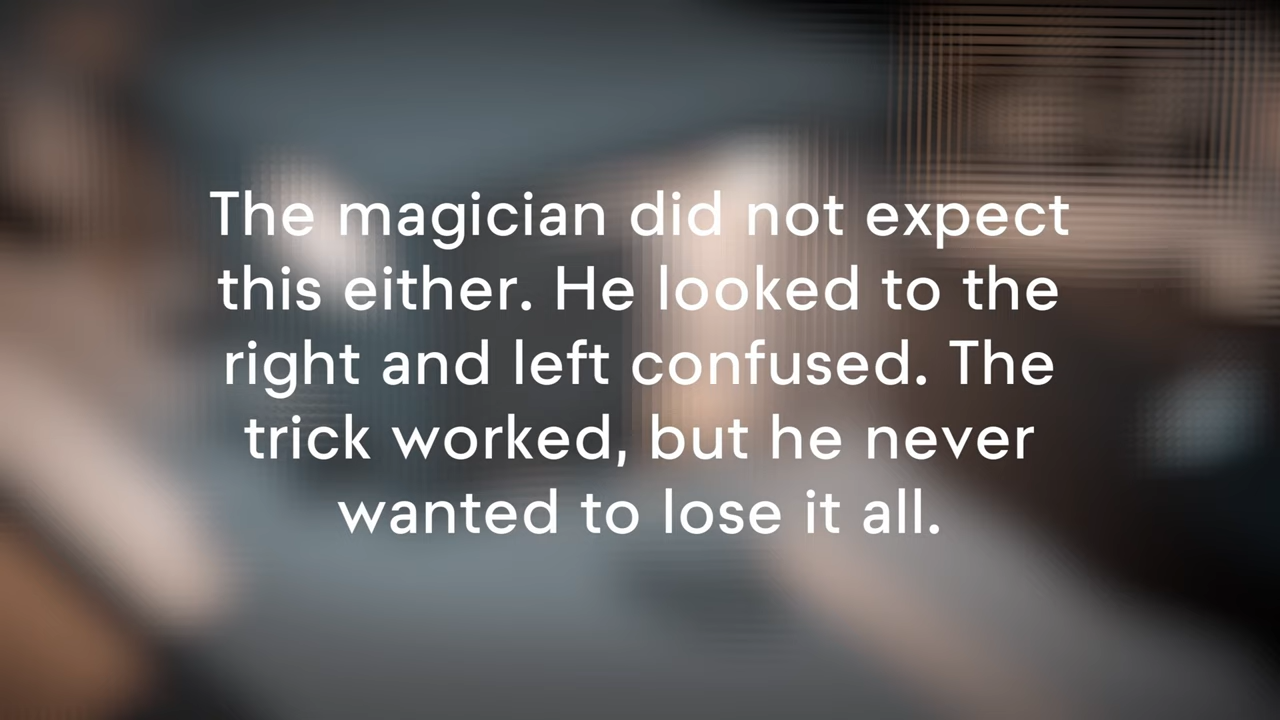 The magician did not expect
this either. He looked to the
right and left confused. The
trick worked, but he never
wanted to lose it all.